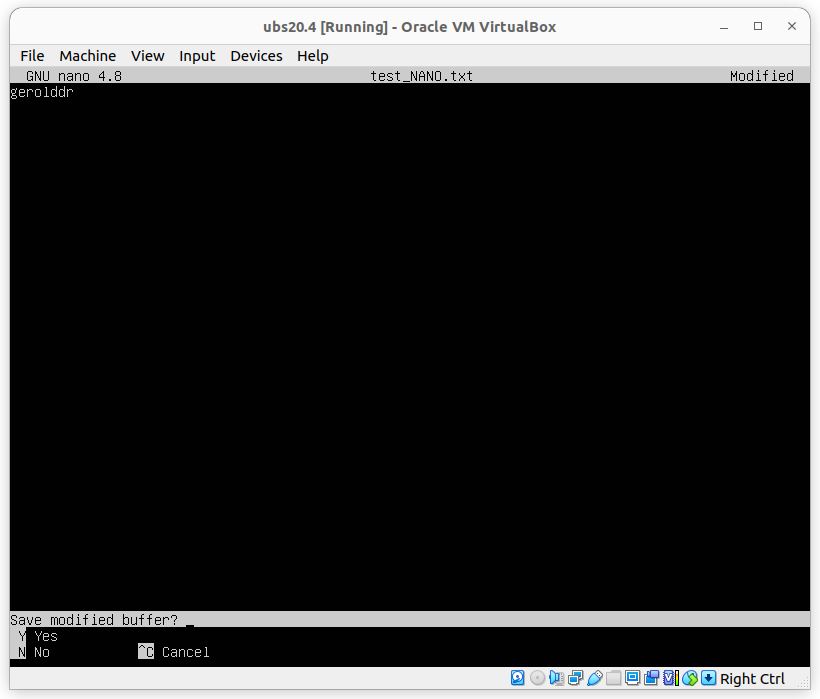 ubs20.4 [Running] - Oracle VM VirtualBox
File Machine View Input Devices Help
GNU nano 4.8 test_NANO.txt Modified
gerolddr
Save modified buffer?
Y Yes
N No ^C Cancel
Right Ctrl